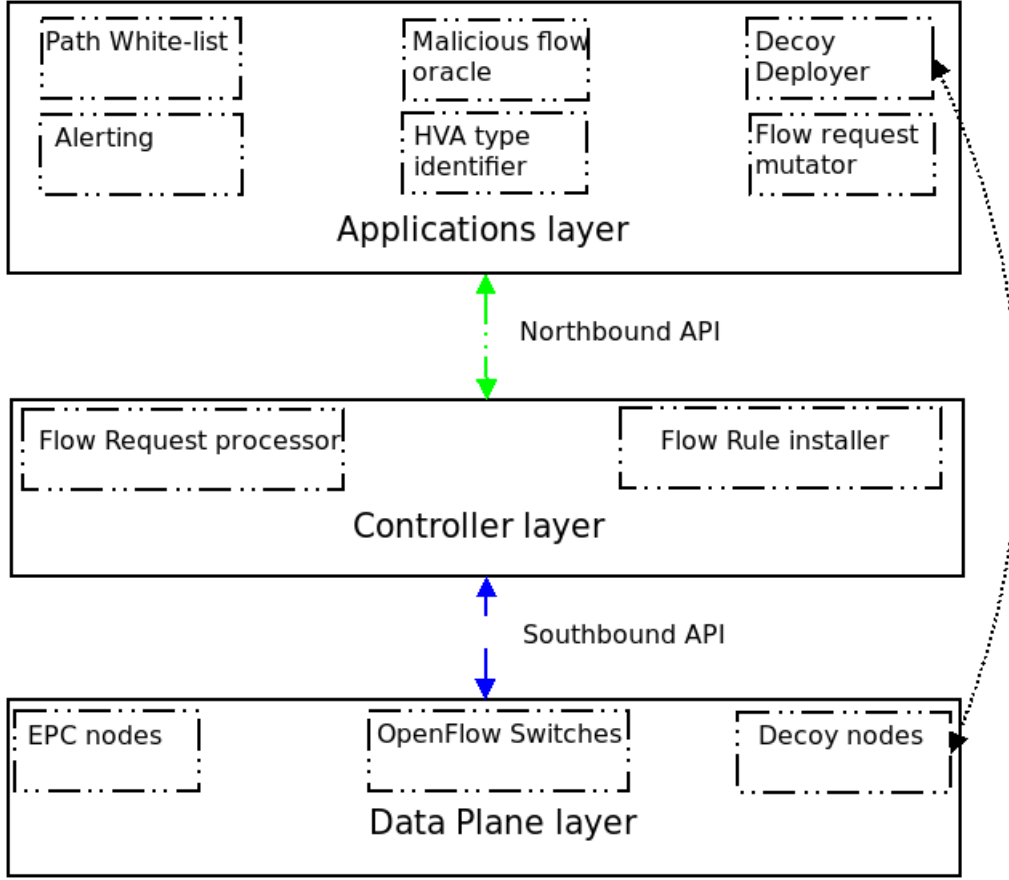 Path White-list
Malicious flow
oracle
Decoy
Deployer
Alerting
HVA type
identifier
Flow request
mutator
Applications layer
Northbound API
Flow Request processor
Flow Rule installer
Controller layer
Southbound API
EPC nodes
OpenFlow Switches
Decoy nodes
Data Plane layer